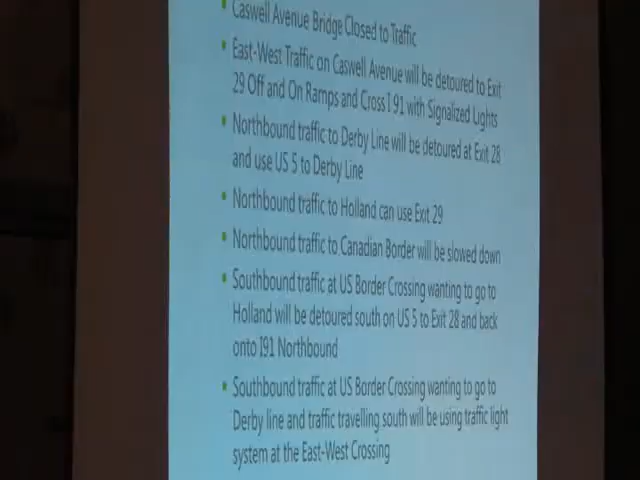 Caswell Avenue Bridge Closed to Traffic
East-West Traffic on Caswell Avenue will be detoured to Exit
29 Off and On Ramps and Cross I 91 with Signalized Lights
Northbound traffic to Derby Line will be detoured at Exit 28
and use US 5 to Derby Line
Northbound traffic to Holland can use Exit 29
Northbound traffic to Canadian Border will be slowed down
Southbound traffic at US Border Crossing wanting to go to
Holland will be detoured south on US 5 to Exit 28 and back
onto I91 Northbound
Southbound traffic at US Border Crossing wanting to go to
Derby line and traffic travelling south will be using traffic light
system at the East-West Crossing